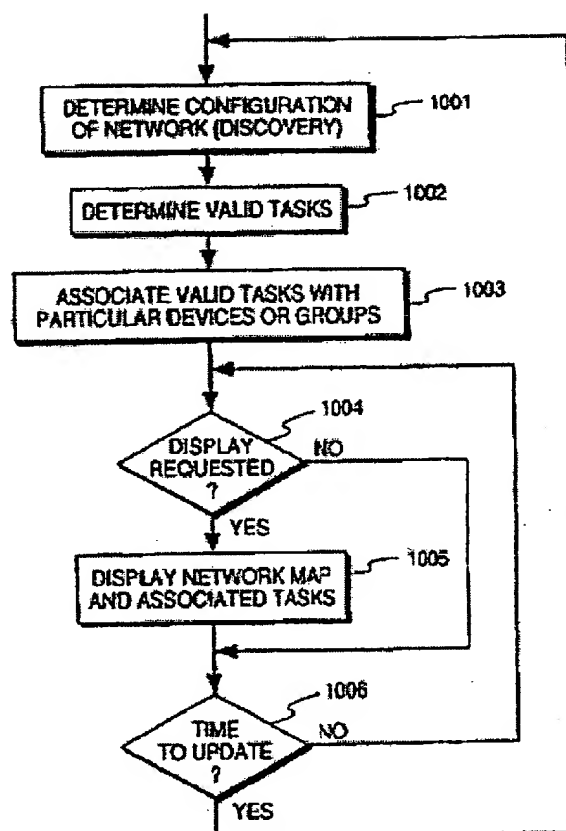 DETERMINE CONFIGURATION
OF NETWORK (DISCOVERY)
1001
DETERMINE VALID TASKS
1002
ASSOCIATE VALID TASKS WITH
PARTICULAR DEVICES OR GROUPS
1003
1004
DISPLAY
REQUESTED
?
NO
YES
DISPLAY NETWORK MAP
AND ASSOCIATED TASKS
1005
1006
TIME
TO UPDATE
?
NO
YES